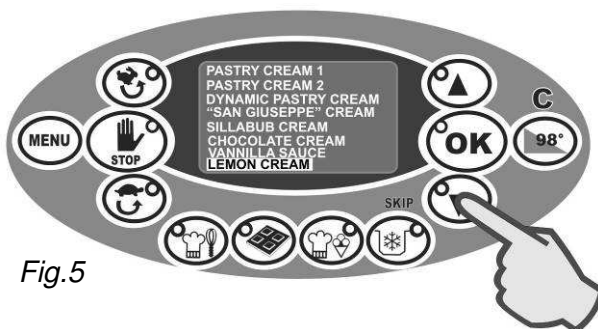 PASTRY CREAM 1
PASTRY CREAM 2
DYNAMIC PASTRY CREAM
“SAN GIUSEPPE” CREAM
SILLABUB CREAM
CHOCOLATE CREAM
VANNILLA SAUCE
LEMON CREAM
MENU
STOP
OK
C
98°
SKIP
Fig.5